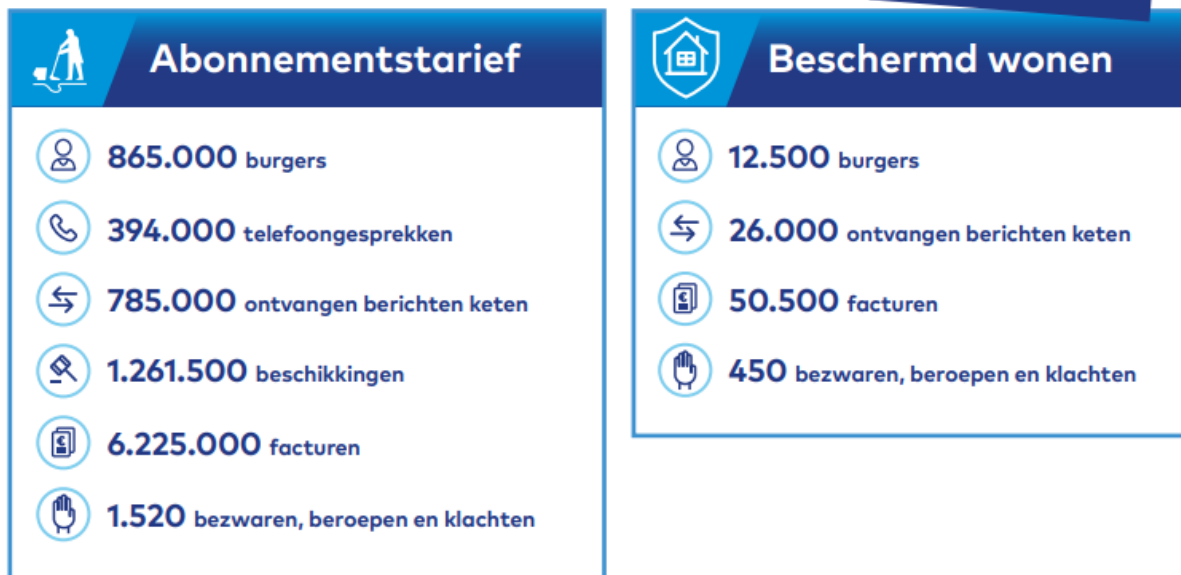 Abonnementstarief
865.000 burgers
394.000 telefoongesprekken
785.000 ontvangen berichten keten
1.261.500 beschikkingen
6.225.000 facturen
1.520 bezwaren, beroepen en klachten
Beschermd wonen
12.500 burgers
26.000 ontvangen berichten keten
50.500 facturen
450 bezwaren, beroepen en klachten